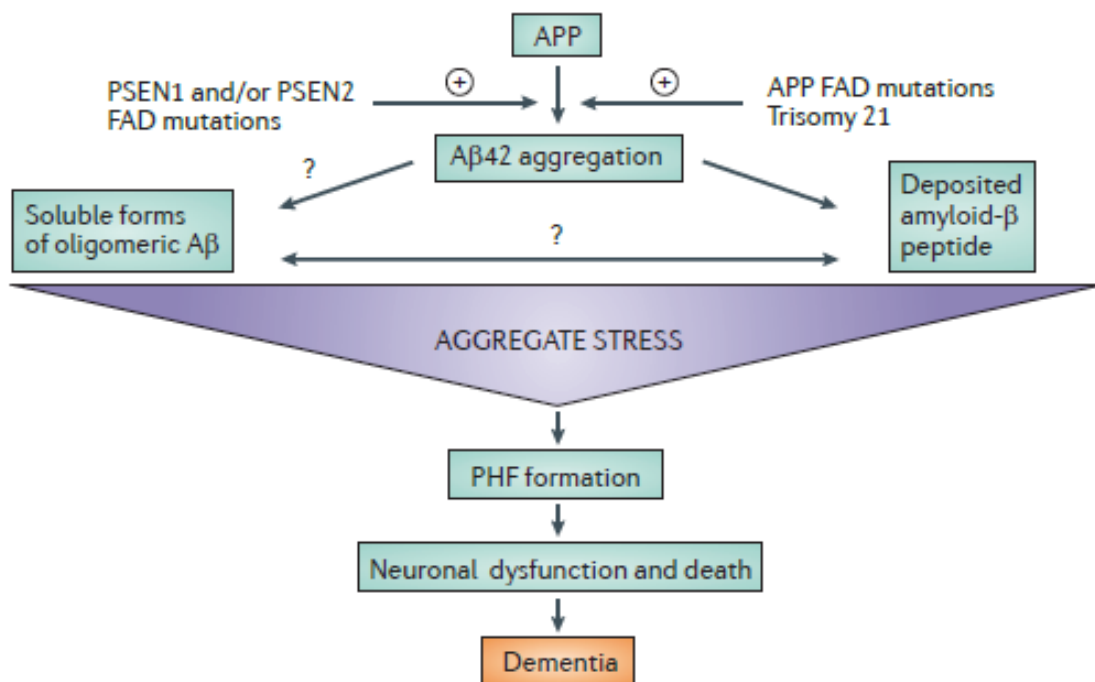 APP
+
+
PSEN1 and/or PSEN2
FAD mutations
APP FAD mutations
Trisomy 21
Aβ42 aggregation
?
Soluble forms
of oligomeric Aβ
?
Deposited
amyloid-β
peptide
AGGREGATE STRESS
PHF formation
Neuronal dysfunction and death
Dementia